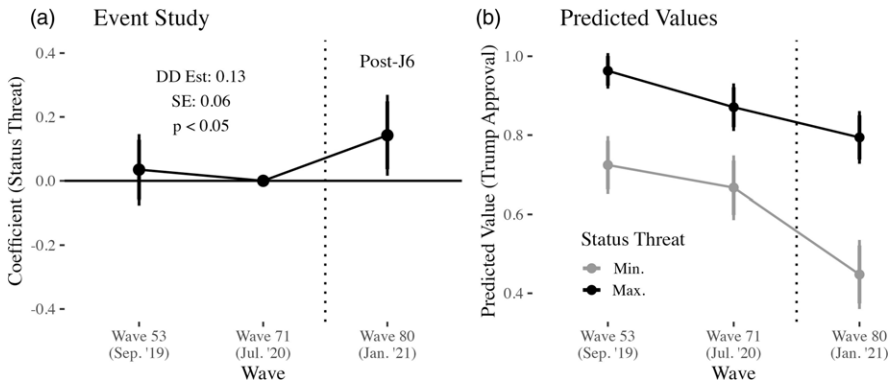 (a) Event Study
Coefficient (Status Threat)
0.4
0.2
0.0
-0.2
-0.4
DD Est: 0.13
SE: 0.06
p < 0.05
Post-J6
Wave 53
(Sep. '19)
Wave 71
(Jul. '20)
Wave 80
(Jan. '21)
Wave
(b) Predicted Values
Predicted Value (Trump Approval)
1.0
0.8
0.6
0.4
Status Threat
Min.
Max.
Wave 53
(Sep. '19)
Wave 71
(Jul. '20)
Wave 80
(Jan. '21)
Wave